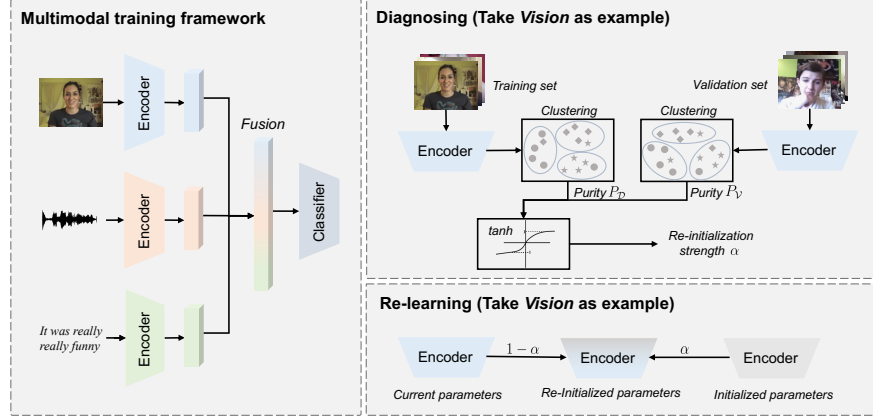 Multimodal training framework
Encoder
Fusion
Encoder
Classifier
It was really
really funny
Encoder
Diagnosing (Take Vision as example)
Training set
Validation set
Clustering
Clustering
Encoder
Encoder
Purity P_D
Purity P_V
tanh
Re-initialization
strength α
Re-learning (Take Vision as example)
Encoder
1 − α
Encoder
α
Encoder
Current parameters
Re-Initialized parameters
Initialized parameters